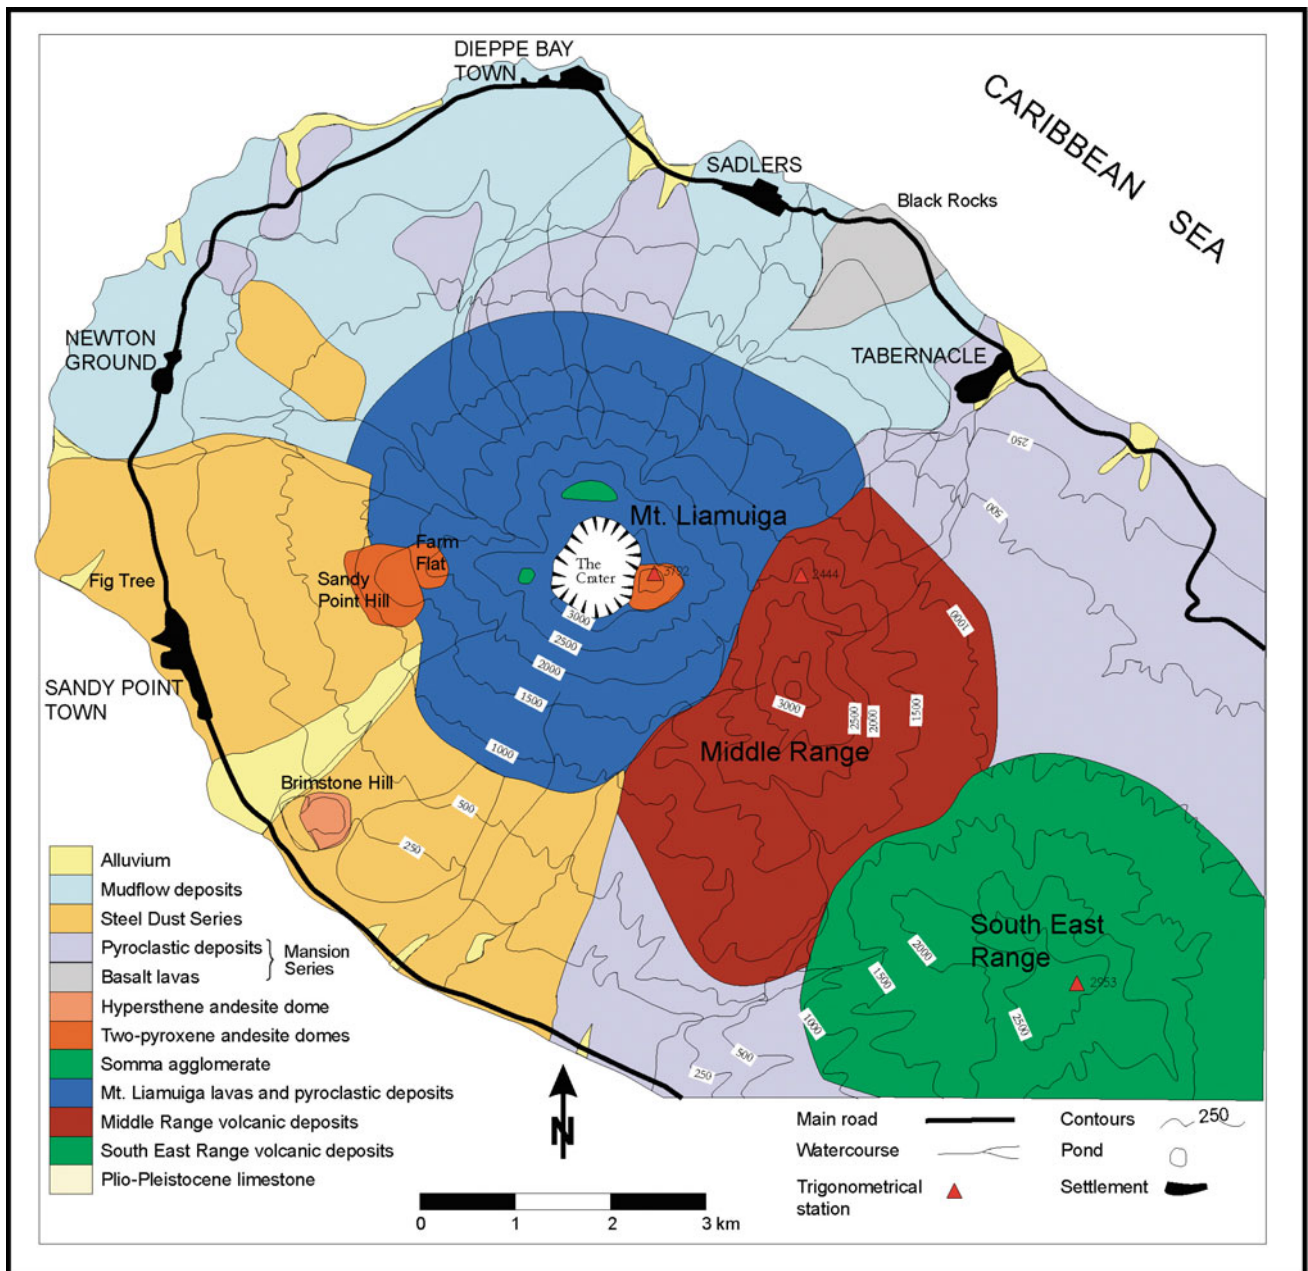 DIEPPE BAY
TOWN
CARIBBEAN SEA
SADLERS
Black Rocks
NEWTON
GROUND
TABERNACLE
250
500
Mt. Liamuiga
Farm
Flat
The
Crater
3792
2444
Fig Tree
Sandy
Point Hill
1000
3000
2500
2000
1500
1000
SANDY POINT
TOWN
3000
2500
2000
1500
Middle Range
Brimstone Hill
500
250
South East
Range
2000
1500
2953
2500
1000
500
250
Alluvium
Mudflow deposits
Steel Dust Series
Pyroclastic deposits
Basalt lavas
Mansion
Series
Hypersthene andesite dome
Two-pyroxene andesite domes
Somma agglomerate
Mt. Liamuiga lavas and pyroclastic deposits
Middle Range volcanic deposits
South East Range volcanic deposits
Plio-Pleistocene limestone
N
0 1 2 3 km
Main road
Watercourse
Trigonometrical
station
Contours 250
Pond
Settlement